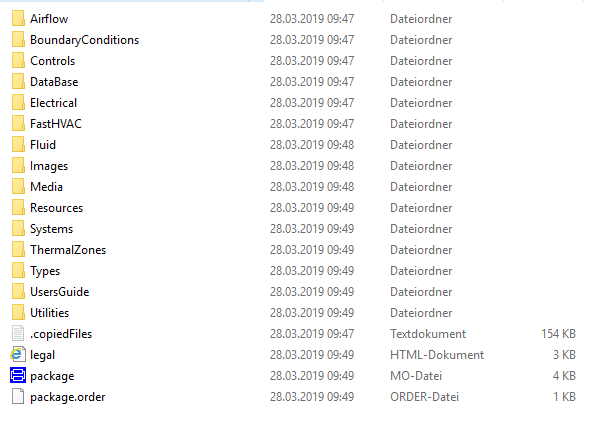 Airflow 28.03.2019 09:47 Dateiordner
BoundaryConditions 28.03.2019 09:47 Dateiordner
Controls 28.03.2019 09:47 Dateiordner
DataBase 28.03.2019 09:47 Dateiordner
Electrical 28.03.2019 09:47 Dateiordner
FastHVAC 28.03.2019 09:47 Dateiordner
Fluid 28.03.2019 09:48 Dateiordner
Images 28.03.2019 09:48 Dateiordner
Media 28.03.2019 09:48 Dateiordner
Resources 28.03.2019 09:49 Dateiordner
Systems 28.03.2019 09:49 Dateiordner
ThermalZones 28.03.2019 09:49 Dateiordner
Types 28.03.2019 09:49 Dateiordner
UsersGuide 28.03.2019 09:49 Dateiordner
Utilities 28.03.2019 09:49 Dateiordner
.copiedFiles 28.03.2019 09:47 Textdokument 154 KB
legal 28.03.2019 09:49 HTML-Dokument 3 KB
package 28.03.2019 09:49 MO-Datei 4 KB
package.order 28.03.2019 09:49 ORDER-Datei 1 KB